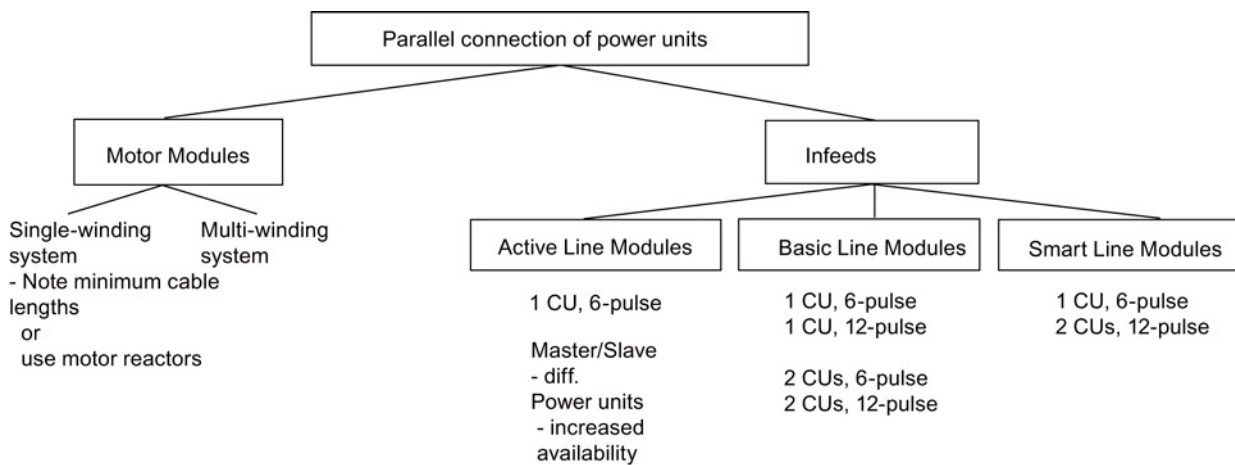 Parallel connection of power units
Motor Modules
Infeeds
Single-winding
system
- Note minimum cable
lengths
or
use motor reactors
Multi-winding
system
Active Line Modules
1 CU, 6-pulse
Master/Slave
- diff.
Power units
- increased
availability
Basic Line Modules
1 CU, 6-pulse
1 CU, 12-pulse
2 CUs, 6-pulse
2 CUs, 12-pulse
Smart Line Modules
1 CU, 6-pulse
2 CUs, 12-pulse